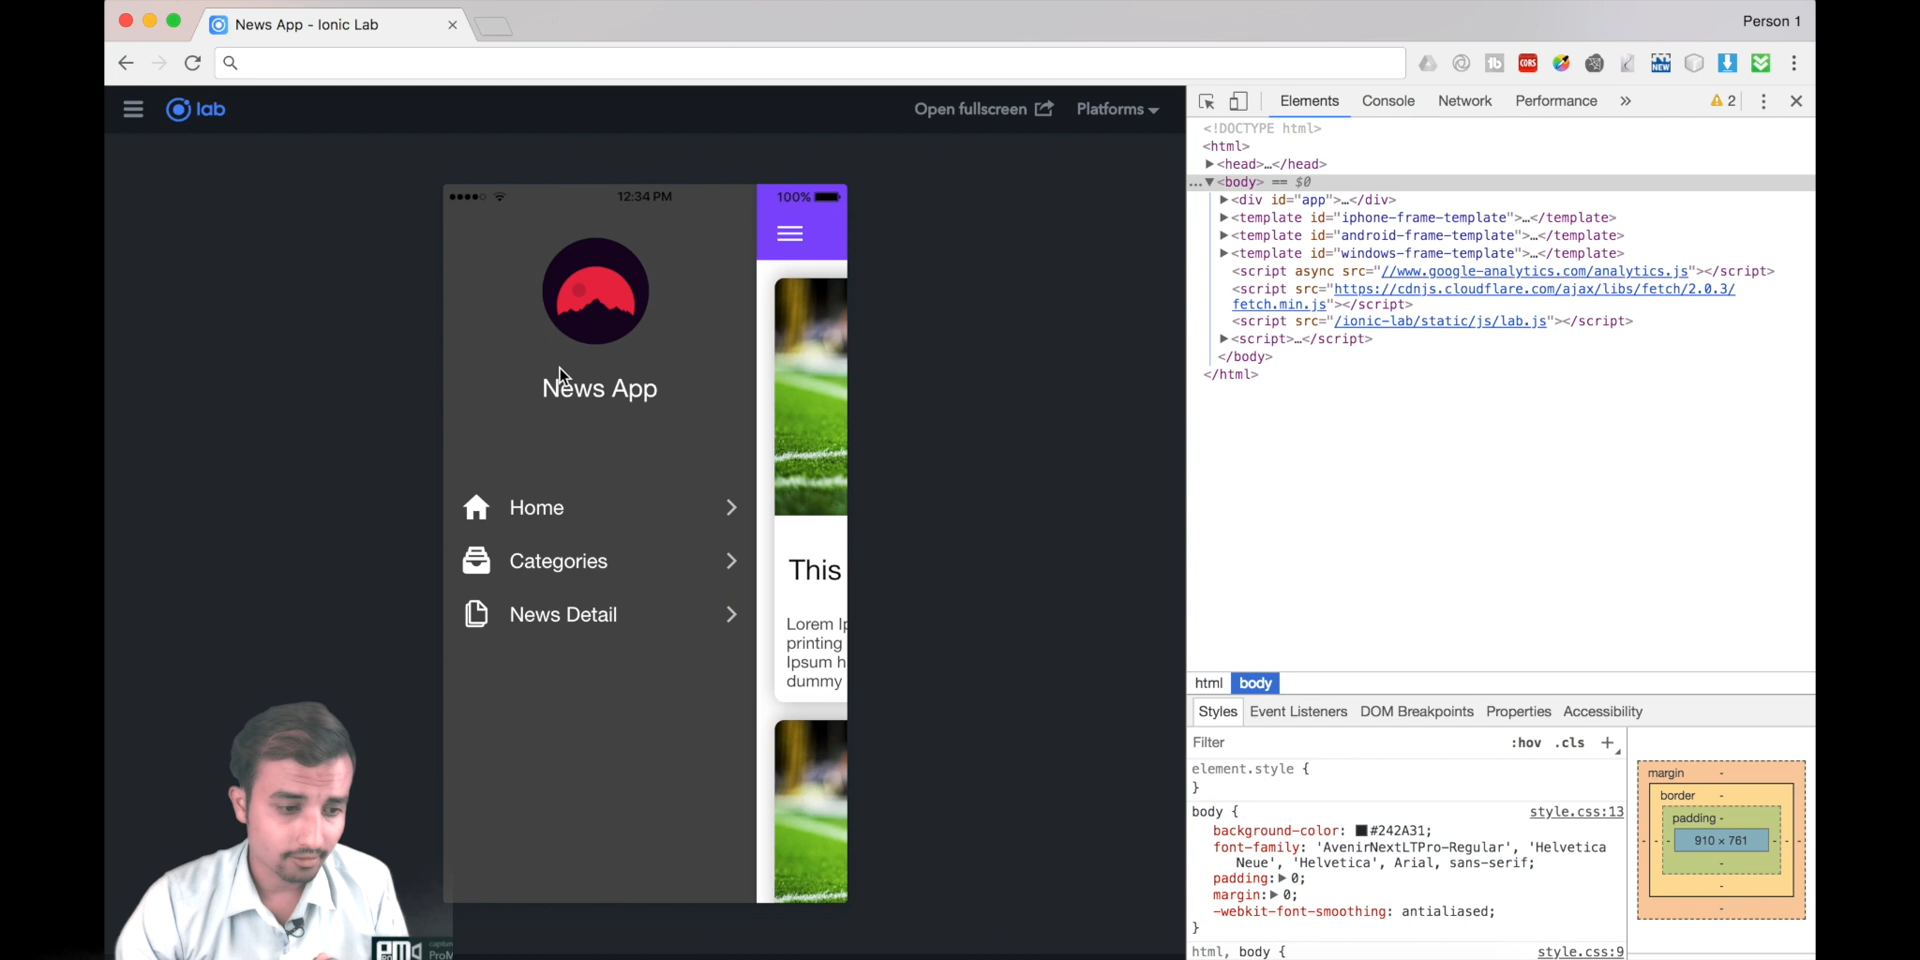 News App - Ionic Lab
Person 1
CORS
NEW
lab
Open fullscreen
Platforms
Elements
Console
Network
Performance
»
2
<!DOCTYPE html>
<html>
<head>…</head>
…<body> == $0
<div id="app">…</div>
<template id="iphone-frame-template">…</template>
<template id="android-frame-template">…</template>
<template id="windows-frame-template">…</template>
<script async src="//www.google-analytics.com/analytics.js"></script>
<script src="https://cdnjs.cloudflare.com/ajax/libs/fetch/2.0.3/
fetch.min.js"></script>
<script src="/ionic-lab/static/js/lab.js"></script>
<script>…</script>
</body>
</html>
12:34 PM
100%
News App
Home
Categories
News Detail
This
Lorem Ip
printing
Ipsum h
dummy
html
body
Styles
Event Listeners
DOM Breakpoints
Properties
Accessibility
Filter
:hov
.cls
+
element.style {
}
body {
style.css:13
background-color: #242A31;
font-family: 'AvenirNextLTPro-Regular', 'Helvetica
Neue', 'Helvetica', Arial, sans-serif;
padding: 0;
margin: 0;
-webkit-font-smoothing: antialiased;
}
html, body {
style.css:9
margin -
border -
padding -
910 × 761
-
-
-
captur
ProM